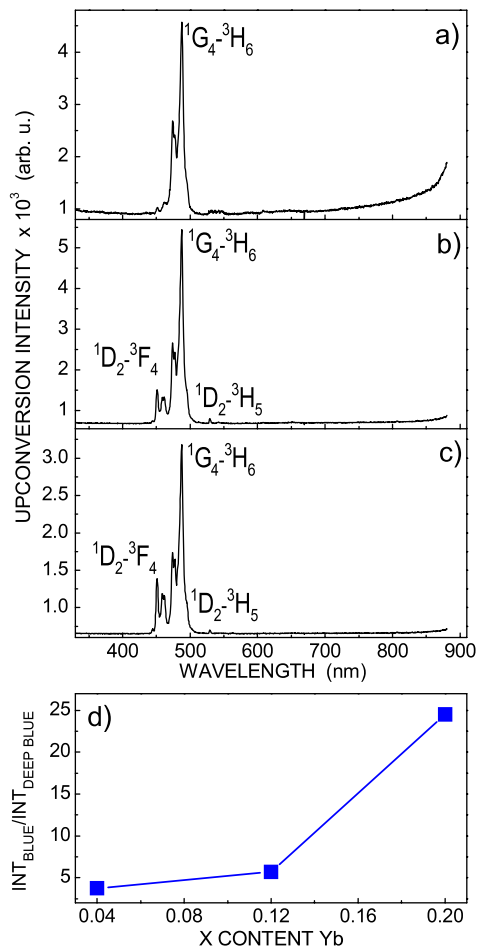 UPCONVERSION INTENSITY x 10³ (arb. u.)
a)
¹G₄-³H₆
4
3
2
1
b)
¹G₄-³H₆
¹D₂-³F₄
¹D₂-³H₅
5
4
3
2
1
c)
¹G₄-³H₆
¹D₂-³F₄
¹D₂-³H₅
3.0
2.5
2.0
1.5
1.0
400 500 600 700 800 900
WAVELENGTH (nm)
d)
INT_BLUE/INT_DEEP BLUE
25
20
15
10
5
0.04 0.08 0.12 0.16 0.20
X CONTENT Yb